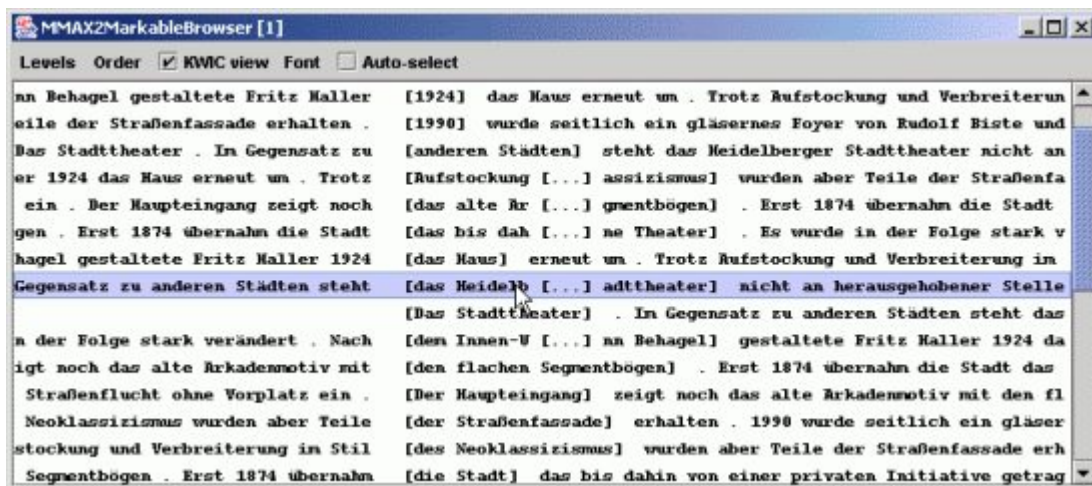 MMAX2MarkableBrowser [1]
Levels Order KWIC view Font Auto-select
nn Behagel gestaltete Fritz Haller [1924] das Haus erneut um . Trotz Aufstockung und Verbreiterun
eile der Straßenfassade erhalten . [1990] wurde seitlich ein gläsernes Foyer von Rudolf Biste und
Das Stadttheater . Im Gegensatz zu [anderen Städten] steht das Heidelberger Stadttheater nicht an
er 1924 das Haus erneut um . Trotz [Aufstockung [...] assizismus] wurden aber Teile der Straßenfa
ein . Der Haupteingang zeigt noch [das alte Ar [...] gmentbögen] . Erst 1874 übernahm die Stadt
gen . Erst 1874 übernahm die Stadt [das bis dah [...] ne Theater] . Es wurde in der Folge stark v
hagel gestaltete Fritz Haller 1924 [das Haus] erneut um . Trotz Aufstockung und Verbreiterung im
Gegensatz zu anderen Städten steht [das Heidelb [...] adttheater] nicht an herausgehobener Stelle
[Das Stadttheater] . Im Gegensatz zu anderen Städten steht das
n der Folge stark verändert . Nach [dem Innen-U [...] nn Behagel] gestaltete Fritz Haller 1924 da
igt noch das alte Arkadenmotiv mit [den flachen Segmentbögen] . Erst 1874 übernahm die Stadt das
Straßenflucht ohne Vorplatz ein . [Der Haupteingang] zeigt noch das alte Arkadenmotiv mit den fl
Neoklassizismus wurden aber Teile [der Straßenfassade] erhalten . 1990 wurde seitlich ein gläser
stockung und Verbreiterung im Stil [des Neoklassizismus] wurden aber Teile der Straßenfassade erh
Segmentbögen . Erst 1874 übernahm [die Stadt] das bis dahin von einer privaten Initiative getrag